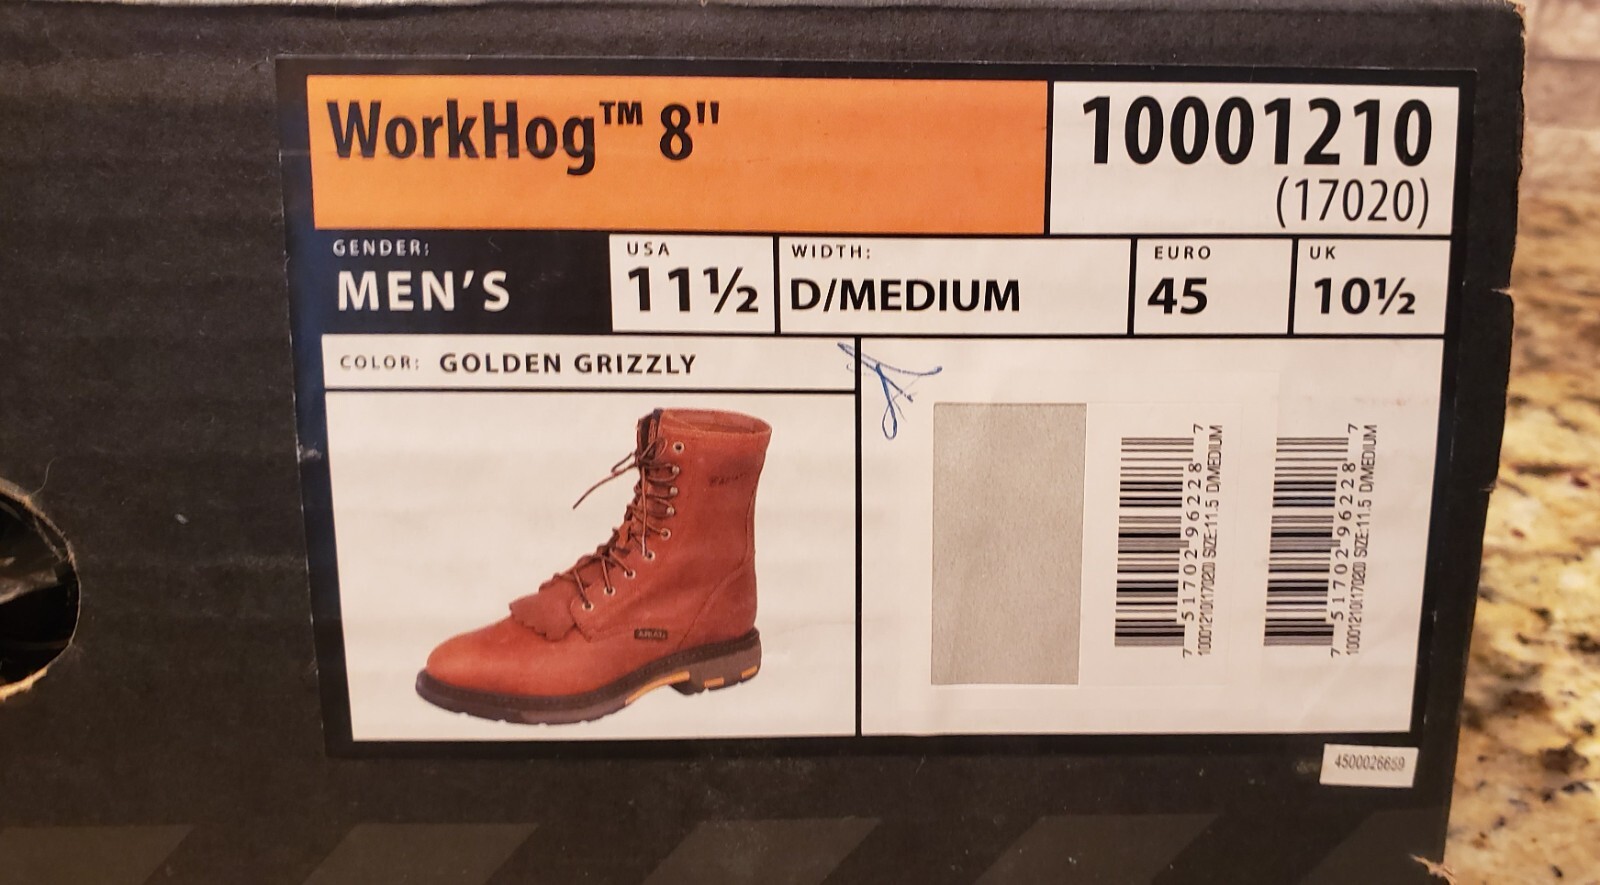 WorkHog™ 8"
10001210
(17020)
GENDER:
MEN'S
USA
11½
WIDTH:
D/MEDIUM
EURO
45
UK
10½
COLOR: GOLDEN GRIZZLY
ARIAT
7 51702 96228 7
10001210(17020) SIZE:11.5 D/MEDIUM
7 51702 96228 7
10001210(17020) SIZE:11.5 D/MEDIUM
4500026659